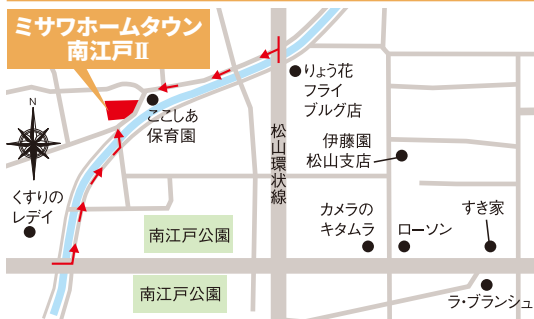 ミサワホームタウン
南江戸Ⅱ
りょう花
フライ
ブルグ店
N
ここしあ
保育園
松山環状線
伊藤園
松山支店
くすりの
レデイ
カメラの
キタムラ
ローソン
すき家
南江戸公園
南江戸公園
ラ・ブランシュ